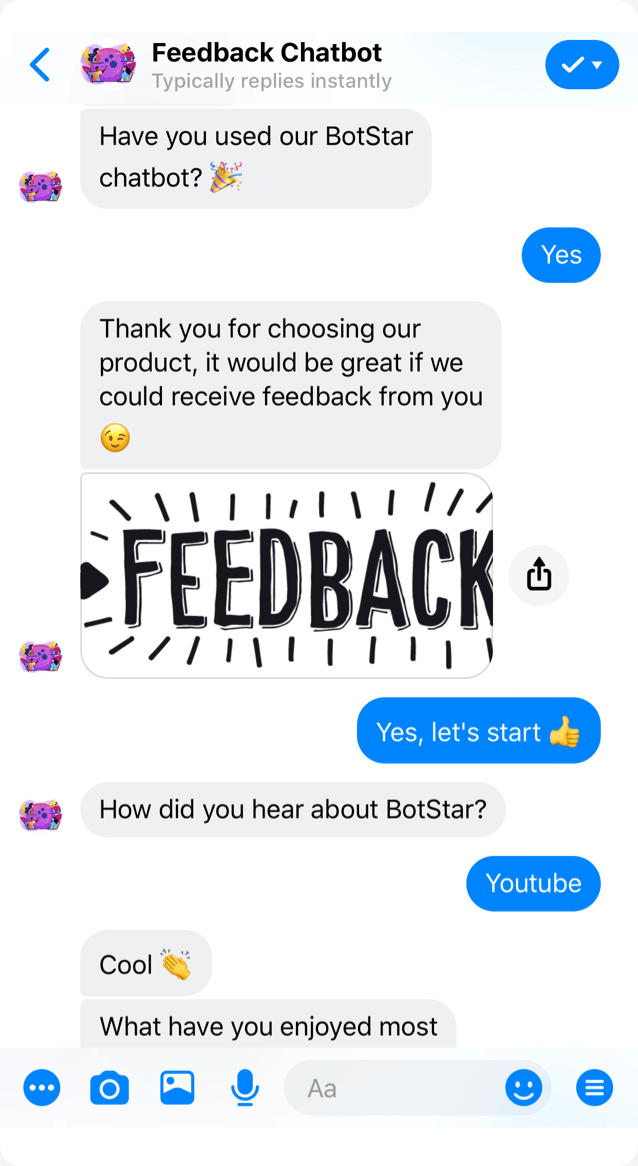 Feedback Chatbot
Typically replies instantly
Have you used our BotStar
chatbot? 🎉
Yes
Thank you for choosing our
product, it would be great if we
could receive feedback from you
😉
FEEDBACK
Yes, let's start 👍
How did you hear about BotStar?
Youtube
Cool 👏
What have you enjoyed most
Aa